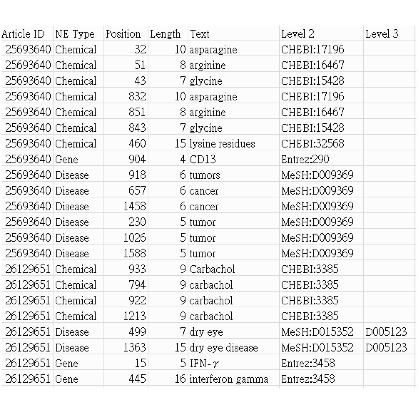 Article ID NE Type Position Length Text Level 2 Level 3
25693640 Chemical 32 10 asparagine CHEBI:17196
25693640 Chemical 51 8 arginine CHEBI:16467
25693640 Chemical 43 7 glycine CHEBI:15428
25693640 Chemical 832 10 asparagine CHEBI:17196
25693640 Chemical 851 8 arginine CHEBI:16467
25693640 Chemical 843 7 glycine CHEBI:15428
25693640 Chemical 460 15 lysine residues CHEBI:32568
25693640 Gene 904 4 CD13 Entrez:290
25693640 Disease 918 6 tumors MeSH:D009369
25693640 Disease 657 6 cancer MeSH:D009369
25693640 Disease 1458 6 cancer MeSH:D009369
25693640 Disease 230 5 tumor MeSH:D009369
25693640 Disease 1026 5 tumor MeSH:D009369
25693640 Disease 1588 5 tumor MeSH:D009369
26129651 Chemical 933 9 Carbachol CHEBI:3385
26129651 Chemical 794 9 carbachol CHEBI:3385
26129651 Chemical 922 9 carbachol CHEBI:3385
26129651 Chemical 1213 9 carbachol CHEBI:3385
26129651 Disease 499 7 dry eye MeSH:D015352 D005123
26129651 Disease 1363 15 dry eye disease MeSH:D015352 D005123
26129651 Gene 15 5 IFN-γ Entrez:3458
26129651 Gene 445 16 interferon gamma Entrez:3458